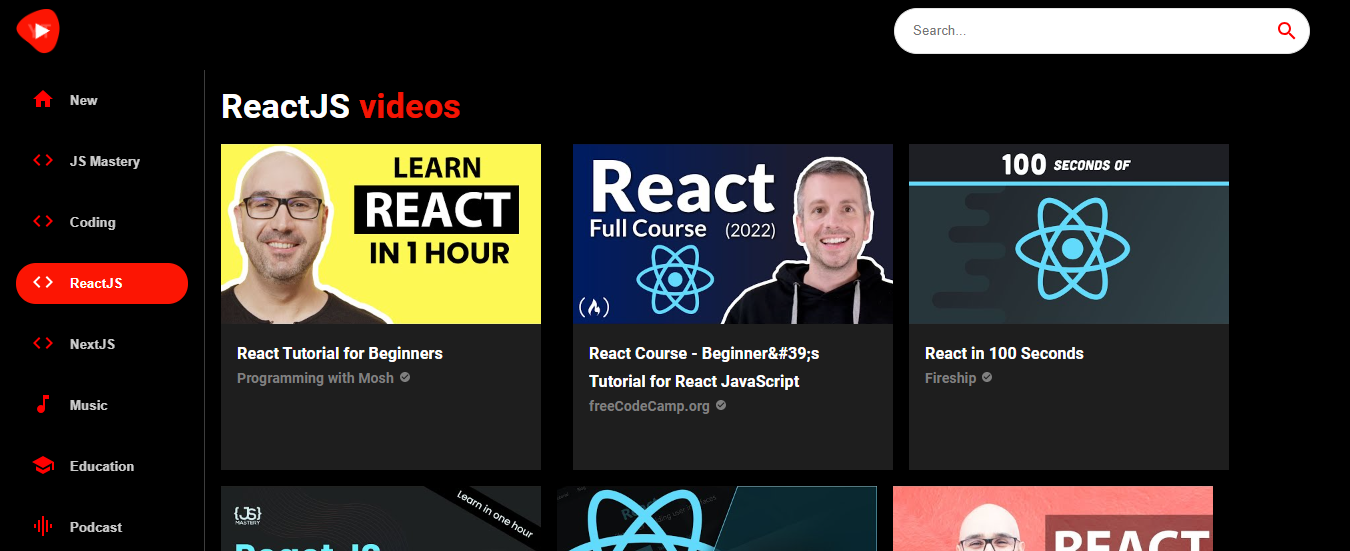 Search...
New
JS Mastery
Coding
ReactJS
NextJS
Music
Education
Podcast
ReactJS videos
LEARN
REACT
IN 1 HOUR
React Tutorial for Beginners
Programming with Mosh
React
Full Course (2022)
React Course - Beginner&#39;s
Tutorial for React JavaScript
freeCodeCamp.org
100 SECONDS OF
React in 100 Seconds
Fireship
{JS}
MASTERY
Learn in one hour
React JS
REACT